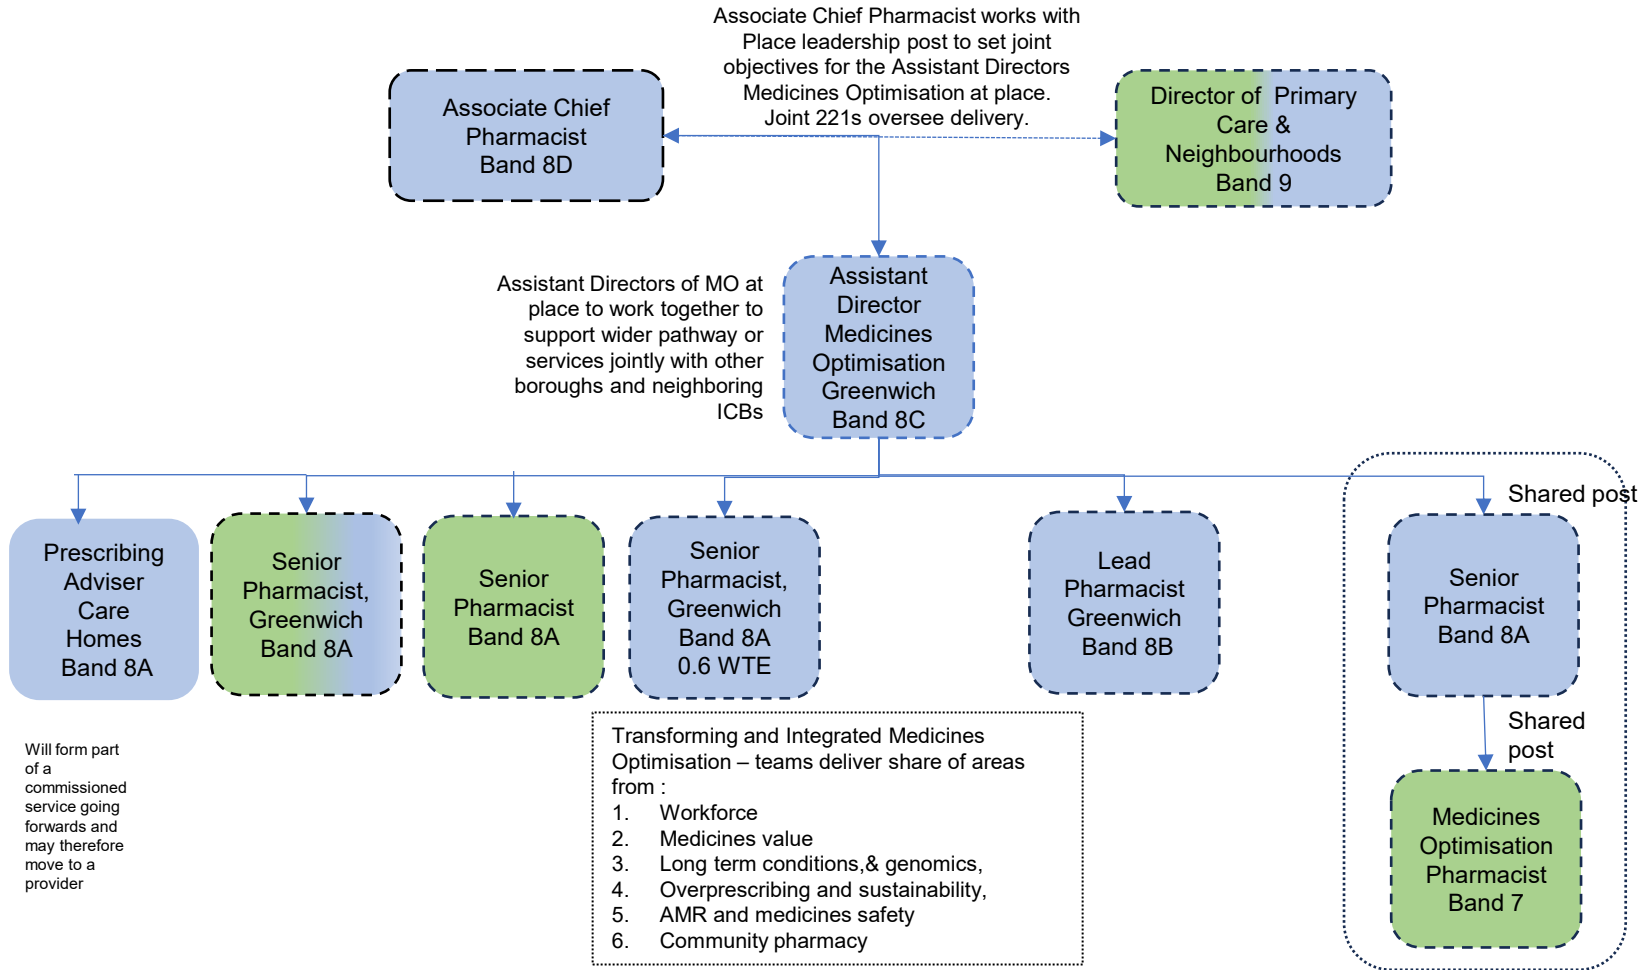 Associate Chief Pharmacist works with
Place leadership post to set joint
objectives for the Assistant Directors
Medicines Optimisation at place.
Joint 221s oversee delivery.
Associate Chief
Pharmacist
Band 8D
Director of Primary
Care &
Neighbourhoods
Band 9
Assistant Directors of MO at
place to work together to
support wider pathway or
services jointly with other
boroughs and neighboring
ICBs
Assistant
Director
Medicines
Optimisation
Greenwich
Band 8C
Prescribing
Adviser
Care
Homes
Band 8A
Senior
Pharmacist,
Greenwich
Band 8A
Senior
Pharmacist
Band 8A
Senior
Pharmacist,
Greenwich
Band 8A
0.6 WTE
Lead
Pharmacist
Greenwich
Band 8B
Shared post
Senior
Pharmacist
Band 8A
Shared
post
Medicines
Optimisation
Pharmacist
Band 7
Will form part
of a
commissioned
service going
forwards and
may therefore
move to a
provider
Transforming and Integrated Medicines
Optimisation – teams deliver share of areas
from :
1. Workforce
2. Medicines value
3. Long term conditions,& genomics,
4. Overprescribing and sustainability,
5. AMR and medicines safety
6. Community pharmacy